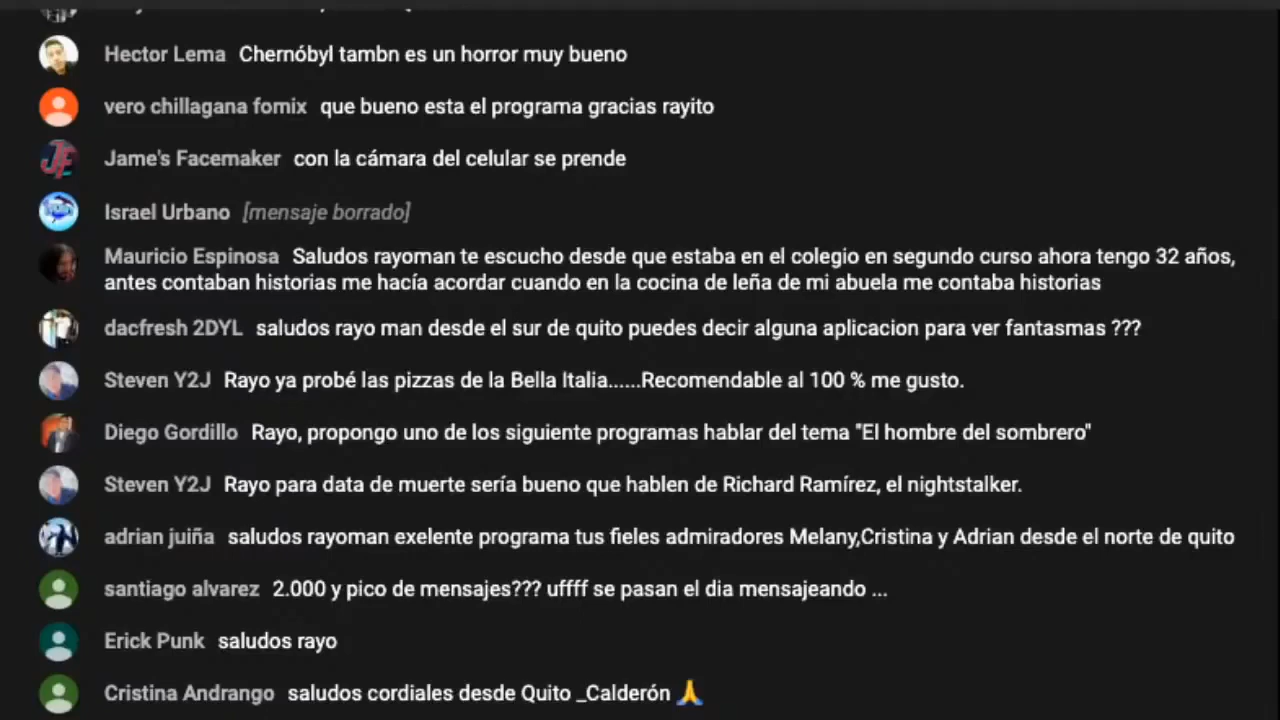 Hector Lema Chernóbyl tambn es un horror muy bueno
vero chillagana fomix que bueno esta el programa gracias rayito
Jame's Facemaker con la cámara del celular se prende
Israel Urbano [mensaje borrado]
Mauricio Espinosa Saludos rayoman te escucho desde que estaba en el colegio en segundo curso ahora tengo 32 años,
antes contaban historias me hacía acordar cuando en la cocina de leña de mi abuela me contaba historias
dacfresh 2DYL saludos rayo man desde el sur de quito puedes decir alguna aplicacion para ver fantasmas ???
Steven Y2J Rayo ya probé las pizzas de la Bella Italia......Recomendable al 100 % me gusto.
Diego Gordillo Rayo, propongo uno de los siguiente programas hablar del tema "El hombre del sombrero"
Steven Y2J Rayo para data de muerte sería bueno que hablen de Richard Ramírez, el nightstalker.
adrian juiña saludos rayoman exelente programa tus fieles admiradores Melany,Cristina y Adrian desde el norte de quito
santiago alvarez 2.000 y pico de mensajes??? uffff se pasan el dia mensajeando ...
Erick Punk saludos rayo
Cristina Andrango saludos cordiales desde Quito _Calderón 🙏